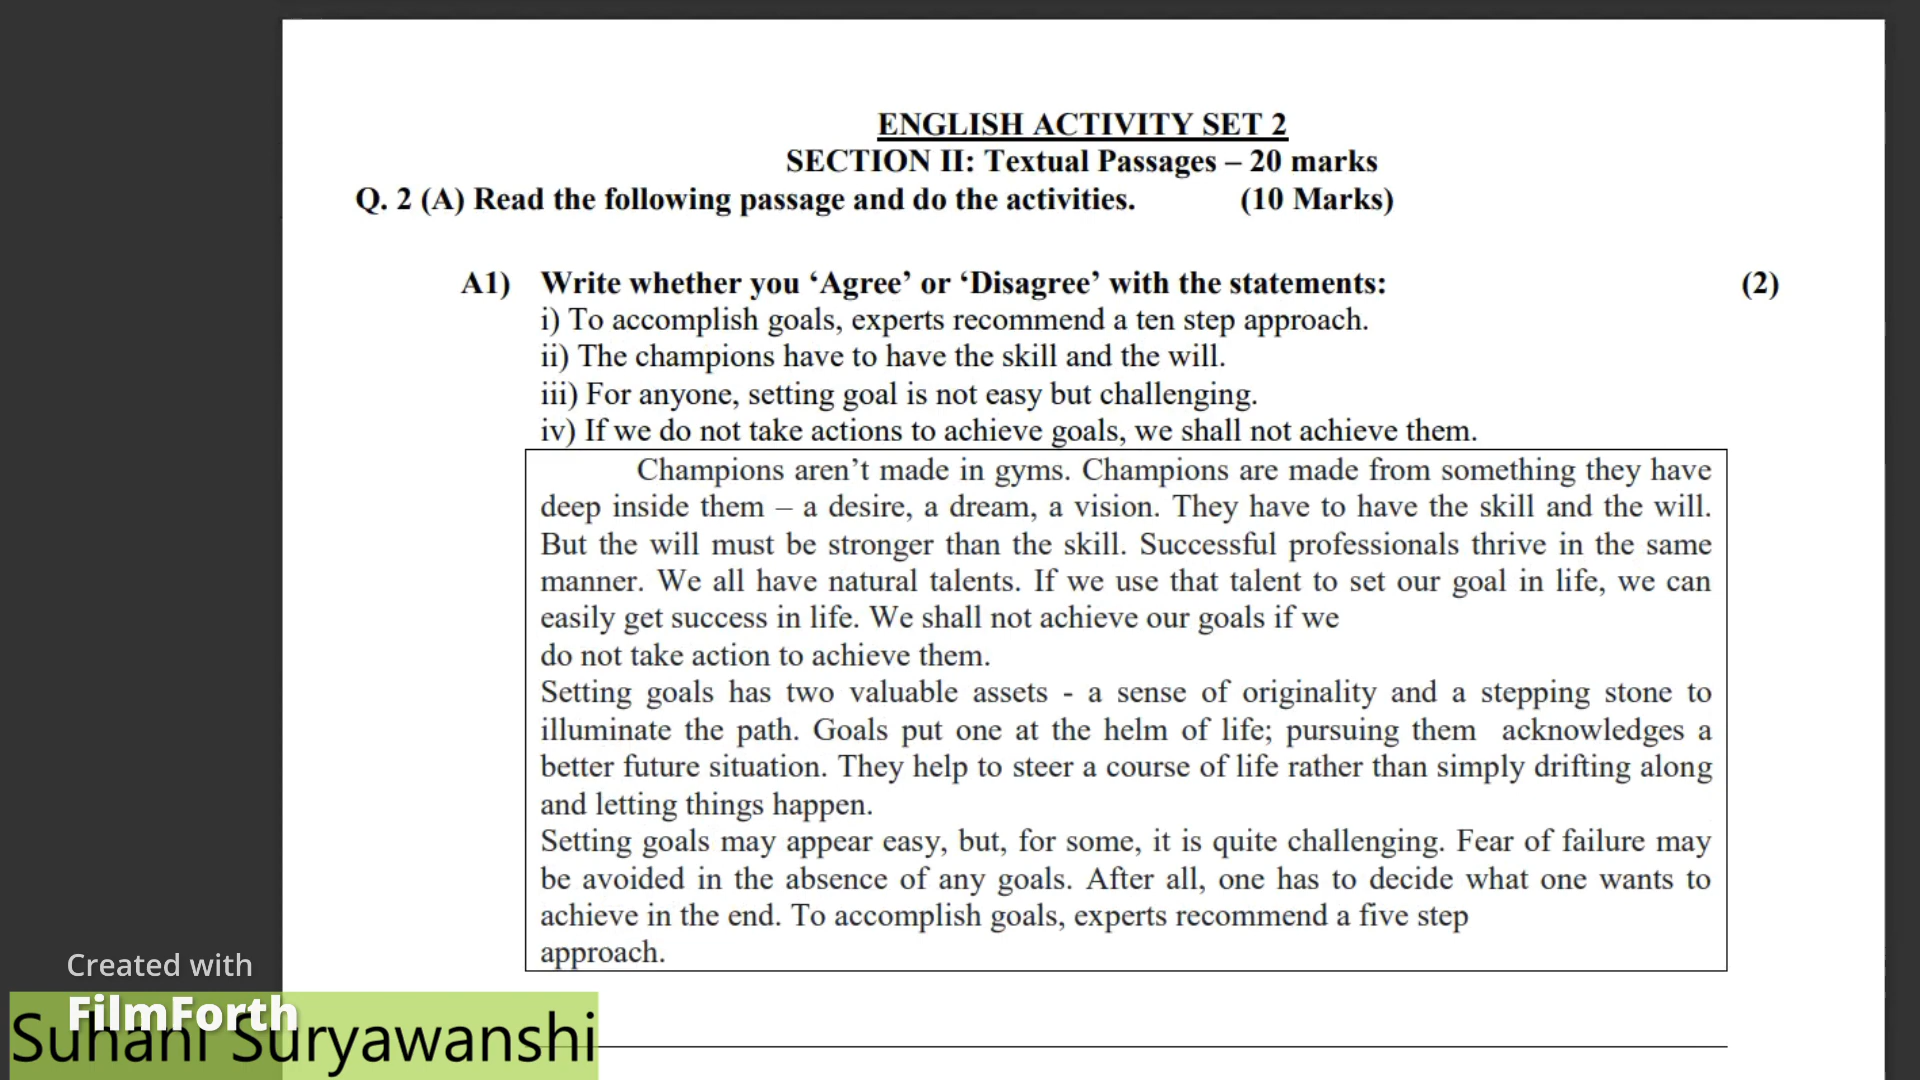 ENGLISH ACTIVITY SET 2
SECTION II: Textual Passages – 20 marks
Q. 2 (A) Read the following passage and do the activities. (10 Marks)
A1) Write whether you ‘Agree’ or ‘Disagree’ with the statements: (2)
i) To accomplish goals, experts recommend a ten step approach.
ii) The champions have to have the skill and the will.
iii) For anyone, setting goal is not easy but challenging.
iv) If we do not take actions to achieve goals, we shall not achieve them.
Champions aren’t made in gyms. Champions are made from something they have
deep inside them – a desire, a dream, a vision. They have to have the skill and the will.
But the will must be stronger than the skill. Successful professionals thrive in the same
manner. We all have natural talents. If we use that talent to set our goal in life, we can
easily get success in life. We shall not achieve our goals if we
do not take action to achieve them.
Setting goals has two valuable assets - a sense of originality and a stepping stone to
illuminate the path. Goals put one at the helm of life; pursuing them acknowledges a
better future situation. They help to steer a course of life rather than simply drifting along
and letting things happen.
Setting goals may appear easy, but, for some, it is quite challenging. Fear of failure may
be avoided in the absence of any goals. After all, one has to decide what one wants to
achieve in the end. To accomplish goals, experts recommend a five step
approach.
Created with
FilmForth
Suhani Suryawanshi